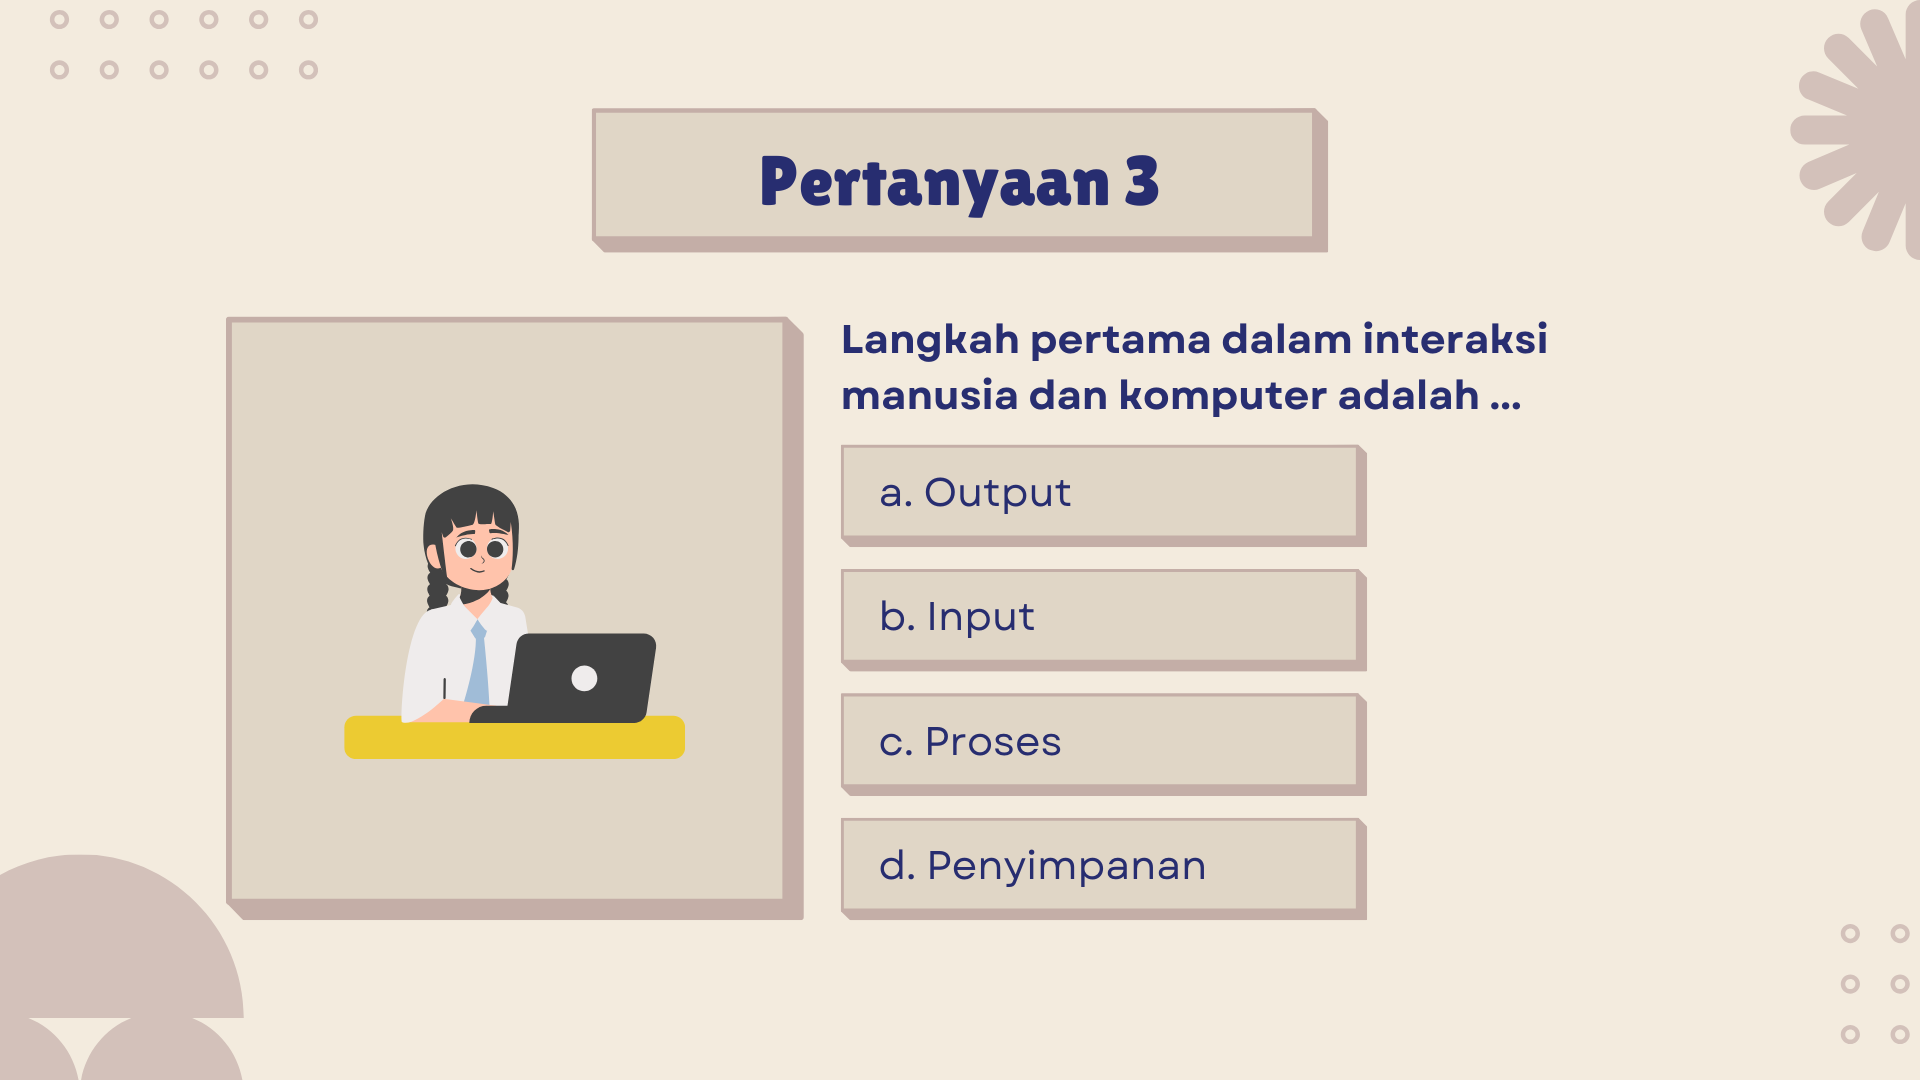 Pertanyaan 3
Langkah pertama dalam interaksi
manusia dan komputer adalah ...
a. Output
b. Input
c. Proses
d. Penyimpanan